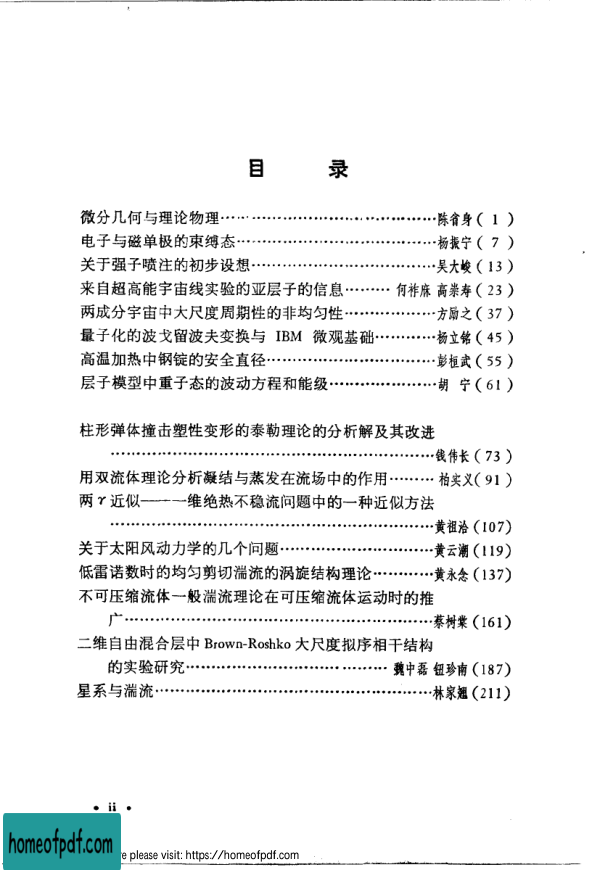 目 录
微分几何与理论物理……………………………陈省身( 1 )
电子与磁单极的束缚态…………………………杨振宁( 7 )
关于强子喷注的初步设想………………………吴大峻(13)
来自超高能宇宙线实验的亚层子的信息……… 何祚庥 高崇寿(23)
两成分宇宙中大尺度周期性的非均匀性…………方励之(37)
量子化的波戈留波夫变换与 IBM 微观基础…………杨立铭(45)
高温加热中钢锭的安全直径……………………彭桓武(55)
层子模型中重子态的波动方程和能级……………胡 宁(61)
柱形弹体撞击塑性变形的泰勒理论的分析解及其改进
……………………………………………钱伟长(73)
用双流体理论分析凝结与蒸发在流场中的作用……… 柏实义(91)
两 r 近似——一维绝热不稳流问题中的一种近似方法
……………………………………………黄祖洽(107)
关于太阳风动力学的几个问题……………………黄云潮(119)
低雷诺数时的均匀剪切湍流的涡旋结构理论…………黄永念(137)
不可压缩流体一般湍流理论在可压缩流体运动时的推
广……………………………………………蔡树棠(161)
二维自由混合层中 Brown-Roshko 大尺度拟序相干结构
的实验研究………………………… 魏中磊 钮珍南(187)
星系与湍流……………………………………林家翘(211)
• ii •
homeofpdf.com
re please visit: https://homeofpdf.com